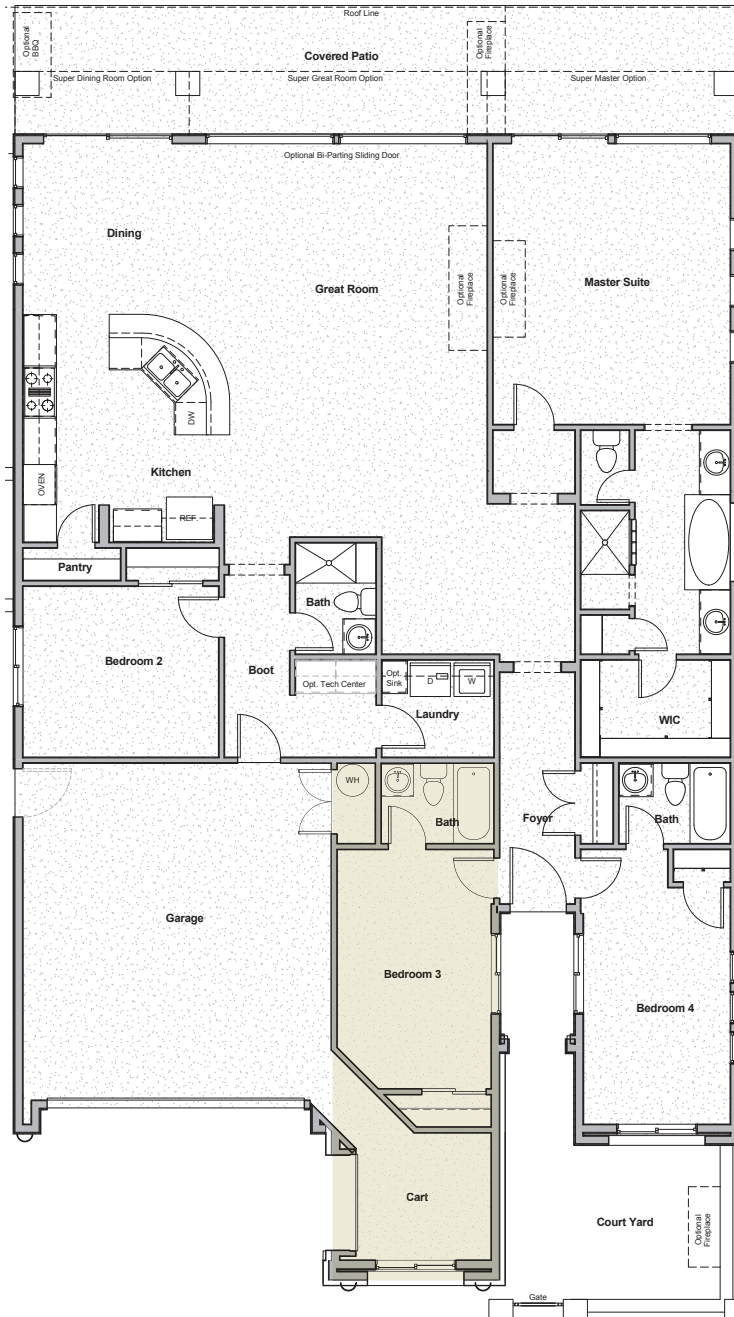 Roof Line
Optional
BBQ
Optional
Fireplace
Covered Patio
Super Dining Room Option
Super Great Room Option
Super Master Option
Optional Bi-Parting Sliding Door
Dining
Great Room
Optional
Fireplace
Optional
Fireplace
Master Suite
DW
OVEN
Kitchen
REF.
Pantry
Bath
Bedroom 2
Boot
Opt. Tech Center
Opt.
Sink
D
W
Laundry
WIC
WH
Bath
Foyer
Bath
Garage
Bedroom 3
Bedroom 4
Cart
Court Yard
Optional
Fireplace
Gate